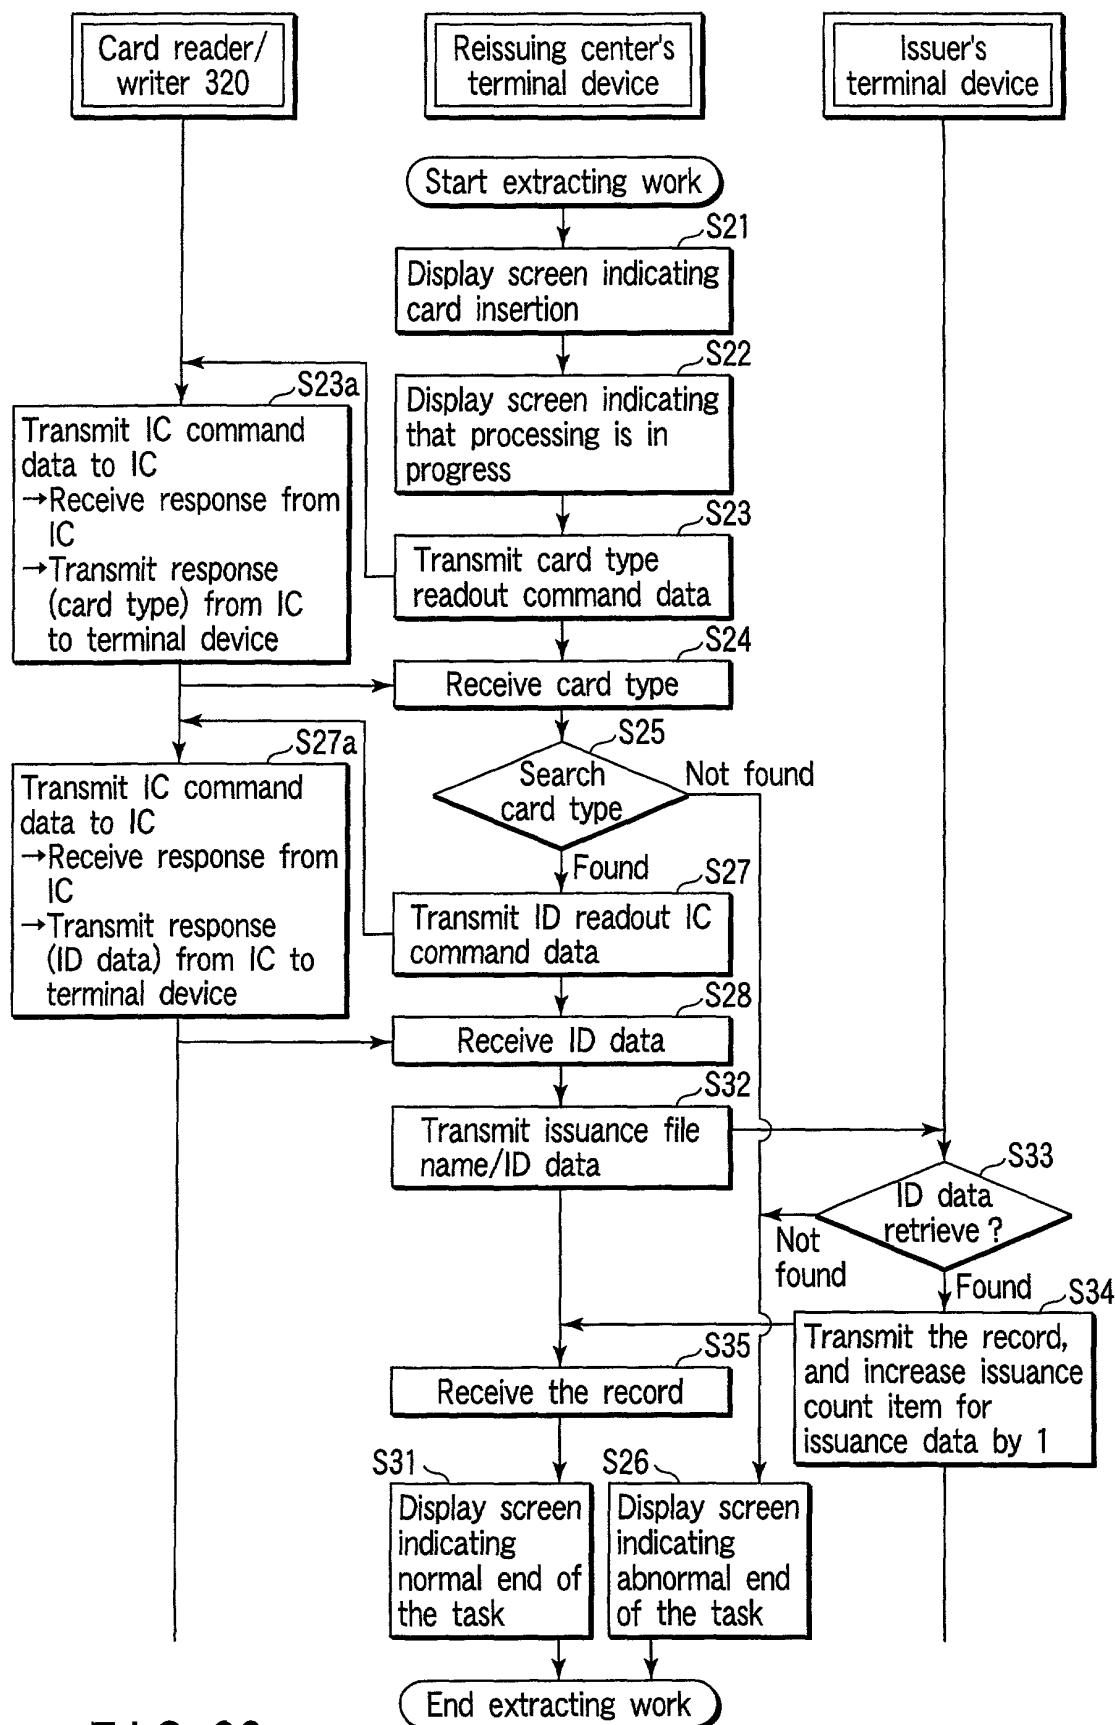 Card reader/
writer 320
Reissuing center's
terminal device
Issuer's
terminal device
Start extracting work
S21
Display screen indicating
card insertion
S22
Display screen indicating
that processing is in
progress
S23a
Transmit IC command
data to IC
→Receive response from
IC
→Transmit response
(card type) from IC
to terminal device
S23
Transmit card type
readout command data
S24
Receive card type
S25
Search
card type
Not found
Found
S27a
Transmit IC command
data to IC
→Receive response from
IC
→Transmit response
(ID data) from IC to
terminal device
S27
Transmit ID readout IC
command data
S28
Receive ID data
S32
Transmit issuance file
name/ID data
S33
ID data
retrieve?
Not
found
Found
S34
Transmit the record,
and increase issuance
count item for
issuance data by 1
S35
Receive the record
S31
Display screen
indicating
normal end of
the task
S26
Display screen
indicating
abnormal end
of the task
End extracting work